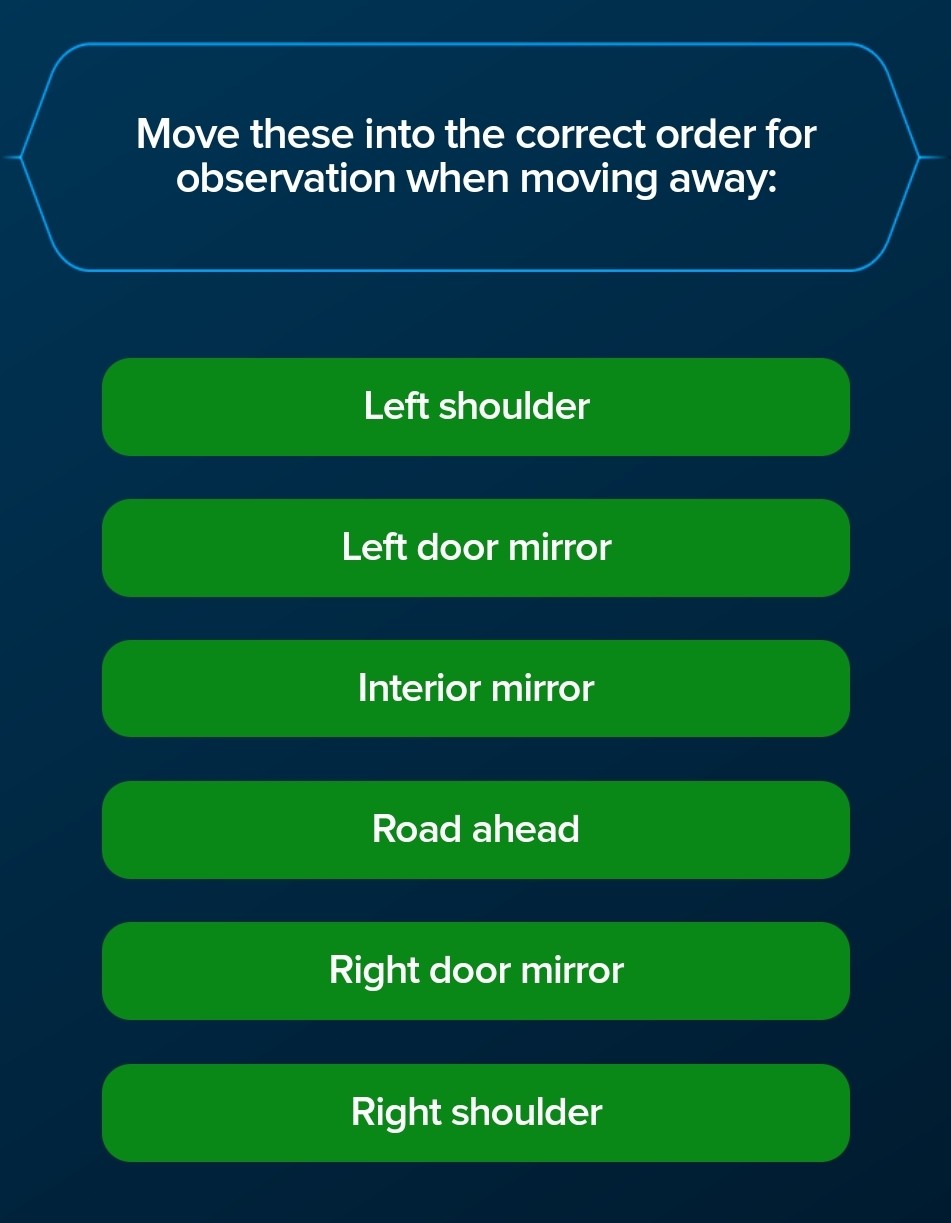 Move these into the correct order for
observation when moving away:
Left shoulder
Left door mirror
Interior mirror
Road ahead
Right door mirror
Right shoulder